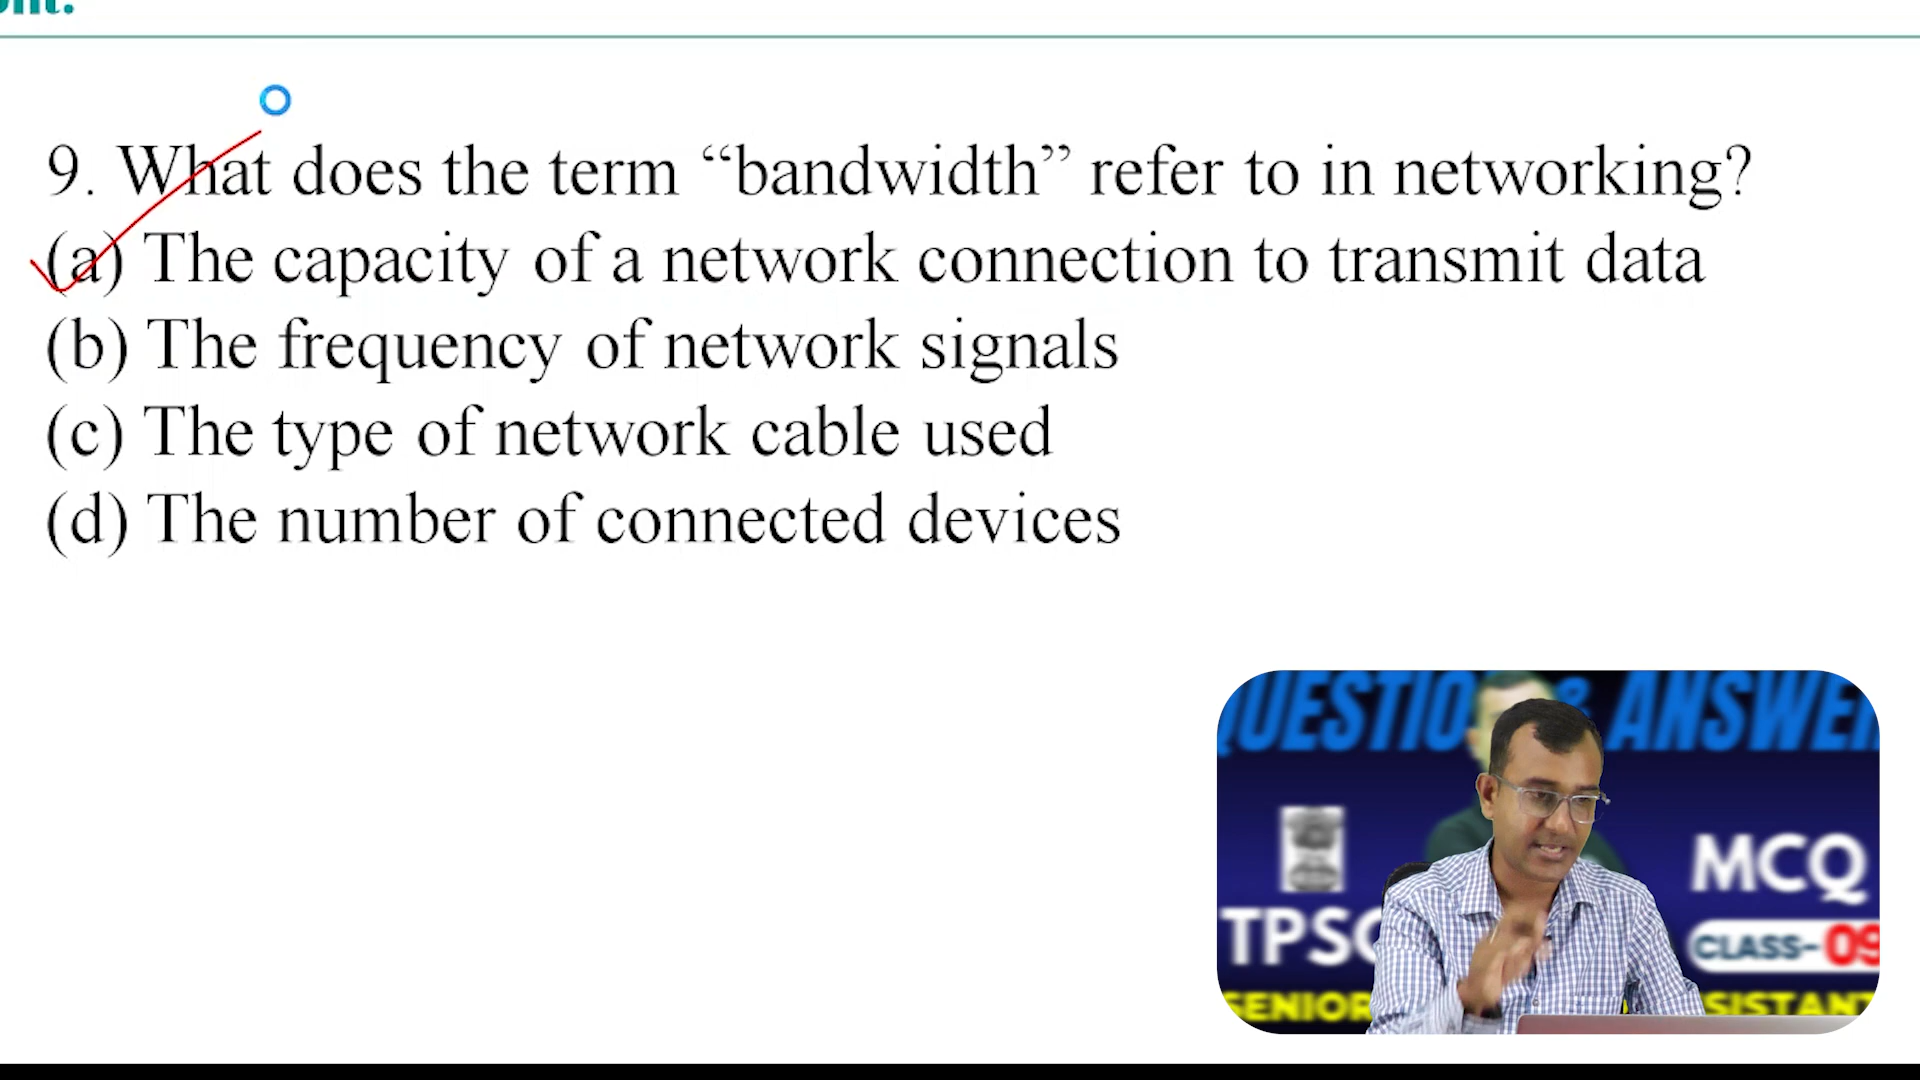 9. What does the term “bandwidth” refer to in networking?
(a) The capacity of a network connection to transmit data
(b) The frequency of network signals
(c) The type of network cable used
(d) The number of connected devices
& ANSWE
MCQ
TPSC
CLASS-09
SENIOR